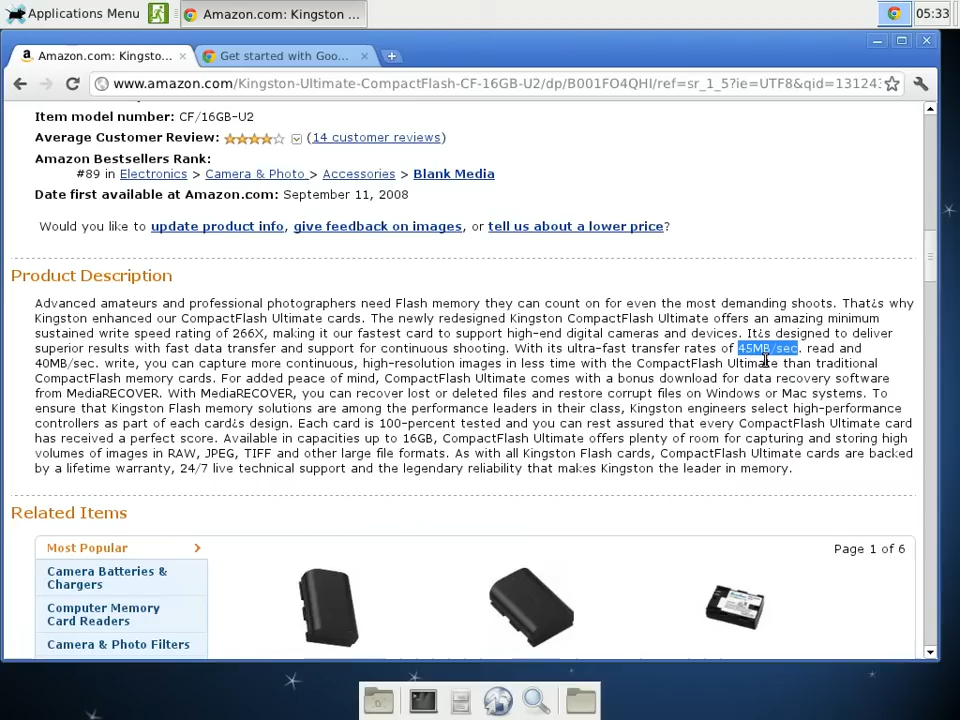 Applications Menu
Amazon.com: Kingston ...
05:33
Amazon.com: Kingsto...
Get started with Goo...
www.amazon.com/Kingston-Ultimate-CompactFlash-CF-16GB-U2/dp/B001FO4QHI/ref=sr_1_5?ie=UTF8&qid=13124
Item model number: CF/16GB-U2
Average Customer Review: (14 customer reviews)
Amazon Bestsellers Rank:
#89 in Electronics > Camera & Photo > Accessories > Blank Media
Date first available at Amazon.com: September 11, 2008
Would you like to update product info, give feedback on images, or tell us about a lower price?
Product Description
Advanced amateurs and professional photographers need Flash memory they can count on for even the most demanding shoots. That¿s why
Kingston enhanced our CompactFlash Ultimate cards. The newly redesigned Kingston CompactFlash Ultimate offers an amazing minimum
sustained write speed rating of 266X, making it our fastest card to support high-end digital cameras and devices. It¿s designed to deliver
superior results with fast data transfer and support for continuous shooting. With its ultra-fast transfer rates of 45MB/sec. read and
40MB/sec. write, you can capture more continuous, high-resolution images in less time with the CompactFlash Ultimate than traditional
CompactFlash memory cards. For added peace of mind, CompactFlash Ultimate comes with a bonus download for data recovery software
from MediaRECOVER. With MediaRECOVER, you can recover lost or deleted files and restore corrupt files on Windows or Mac systems. To
ensure that Kingston Flash memory solutions are among the performance leaders in their class, Kingston engineers select high-performance
controllers as part of each card¿s design. Each card is 100-percent tested and you can rest assured that every CompactFlash Ultimate card
has received a perfect score. Available in capacities up to 16GB, CompactFlash Ultimate offers plenty of room for capturing and storing high
volumes of images in RAW, JPEG, TIFF and other large file formats. As with all Kingston Flash cards, CompactFlash Ultimate cards are backed
by a lifetime warranty, 24/7 live technical support and the legendary reliability that makes Kingston the leader in memory.
Related Items
Most Popular
Page 1 of 6
Camera Batteries &
Chargers
Computer Memory
Card Readers
Camera & Photo Filters